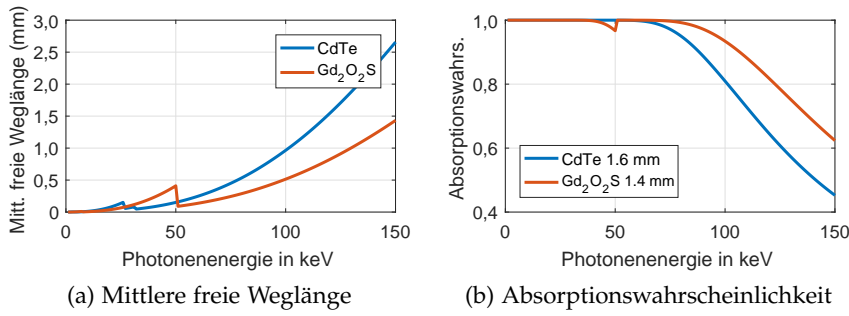 3,0
2,5
2,0
1,5
1,0
0,5
0
Mitt. freie Weglänge (mm)
CdTe
Gd₂O₂S
0 50 100 150
Photonenenergie in keV
(a) Mittlere freie Weglänge
1,0
0,8
0,6
0,4
Absorptionswahrs.
CdTe 1.6 mm
Gd₂O₂S 1.4 mm
0 50 100 150
Photonenenergie in keV
(b) Absorptionswahrscheinlichkeit